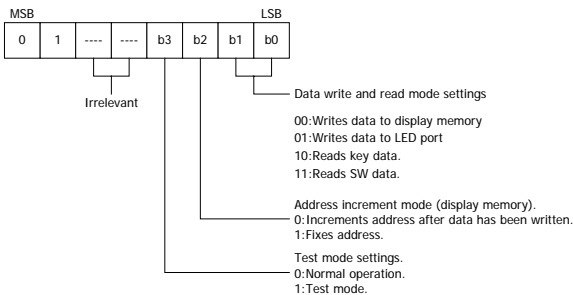 MSB LSB
0 1 ---- ---- b3 b2 b1 b0
Irrelevant
Data write and read mode settings
00:Writes data to display memory
01:Writes data to LED port
10:Reads key data.
11:Reads SW data.
Address increment mode (display memory).
0:Increments address after data has been written.
1:Fixes address.
Test mode settings.
0:Normal operation.
1:Test mode.